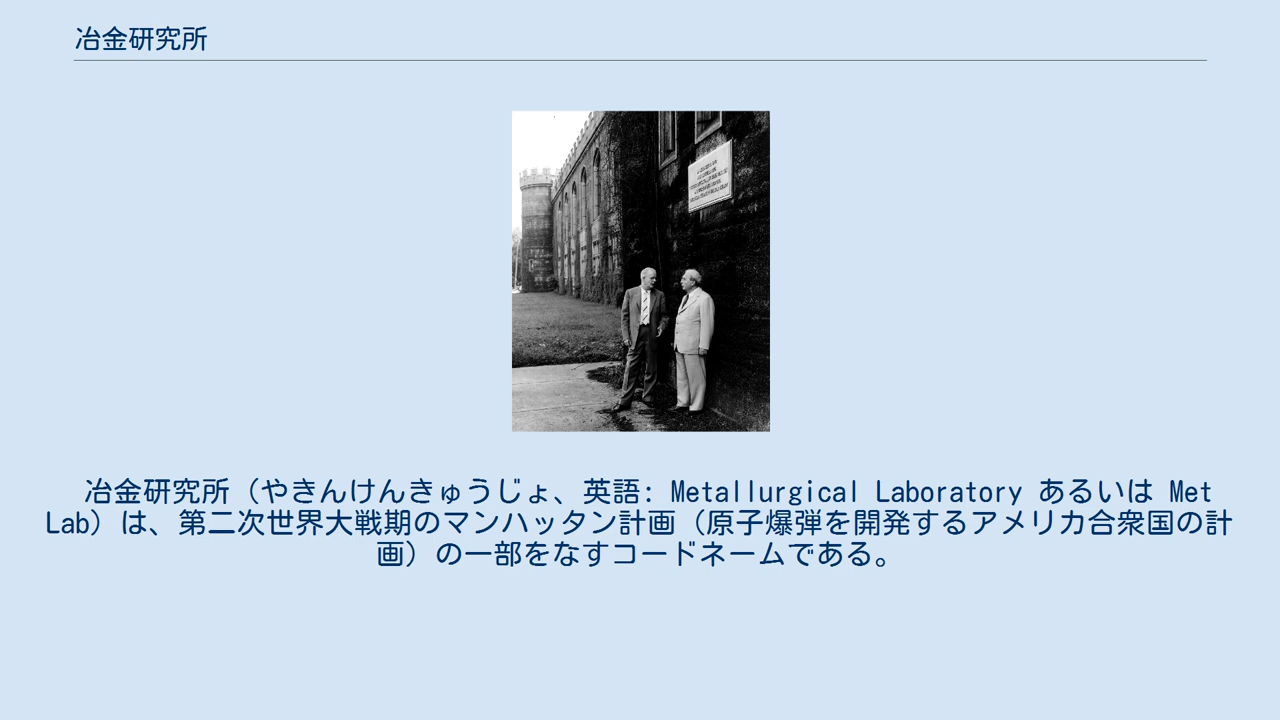 冶金研究所
冶金研究所（やきんけんきゅうじょ、英語: Metallurgical Laboratory あるいは Met
Lab）は、第二次世界大戦期のマンハッタン計画（原子爆弾を開発するアメリカ合衆国の計
画）の一部をなすコードネームである。